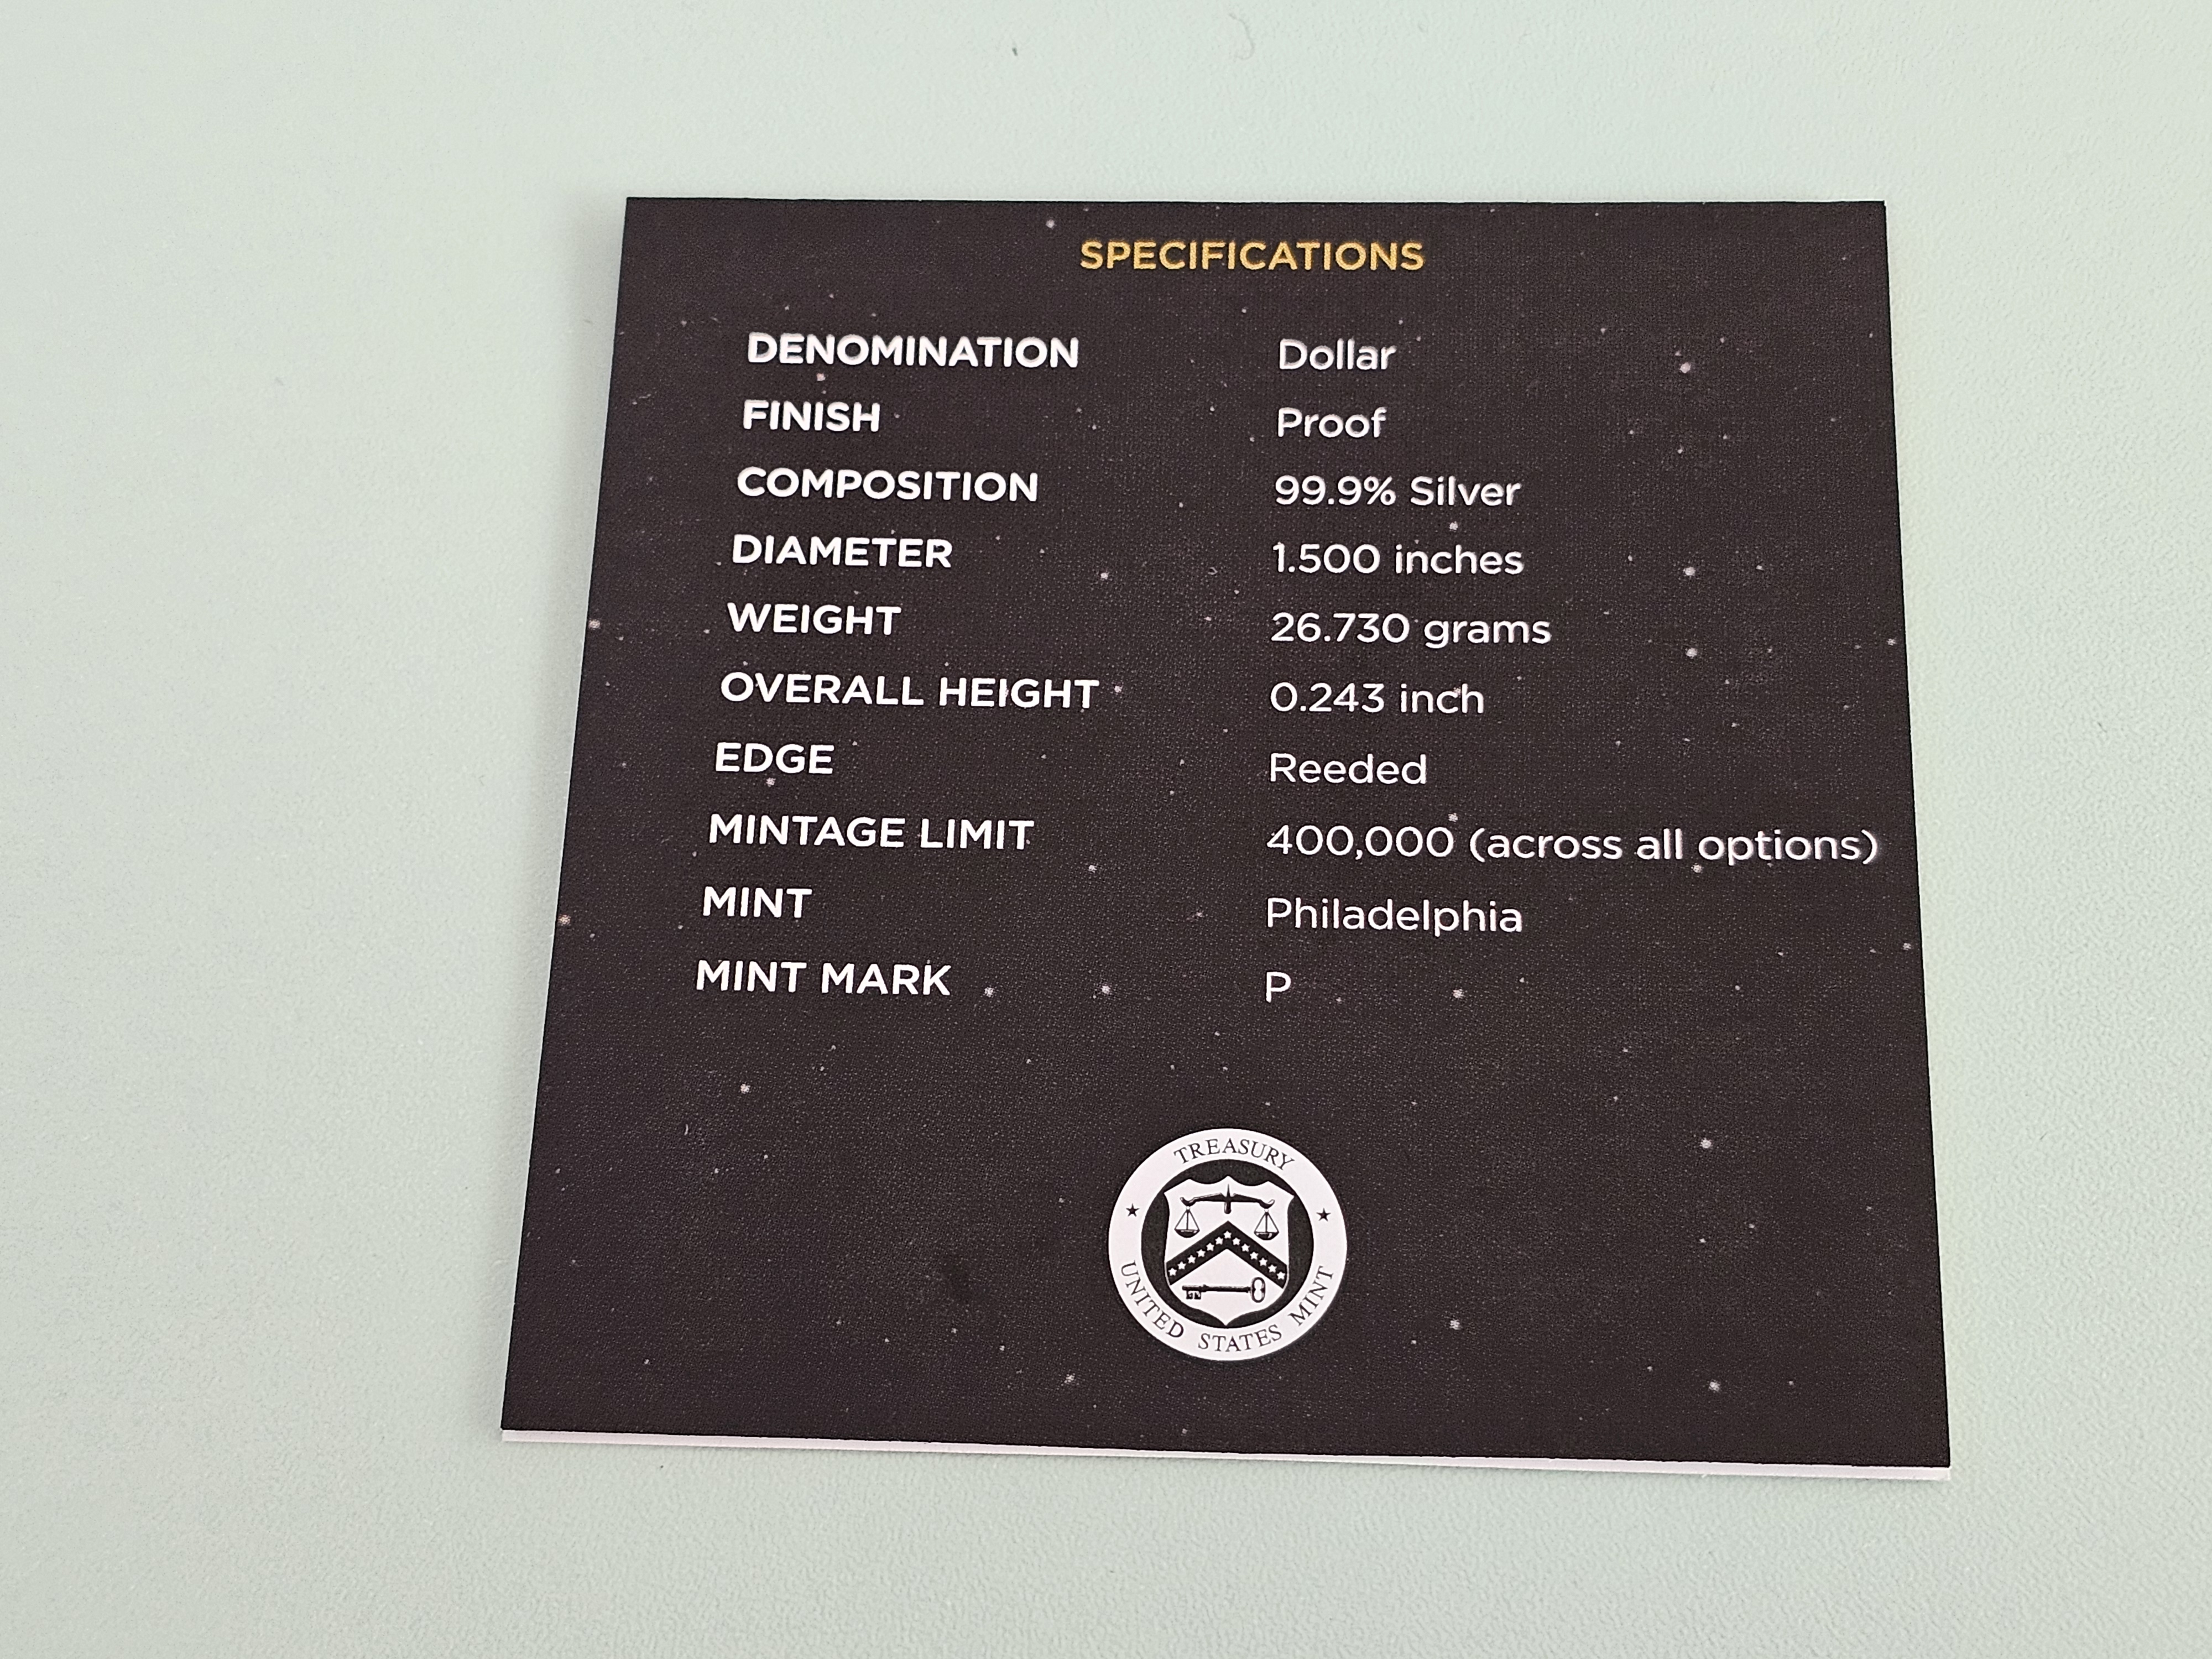 SPECIFICATIONS
DENOMINATION Dollar
FINISH Proof
COMPOSITION 99.9% Silver
DIAMETER 1.500 inches
WEIGHT 26.730 grams
OVERALL HEIGHT 0.243 inch
EDGE Reeded
MINTAGE LIMIT 400,000 (across all options)
MINT Philadelphia
MINT MARK P
TREASURY
UNITED STATES MINT